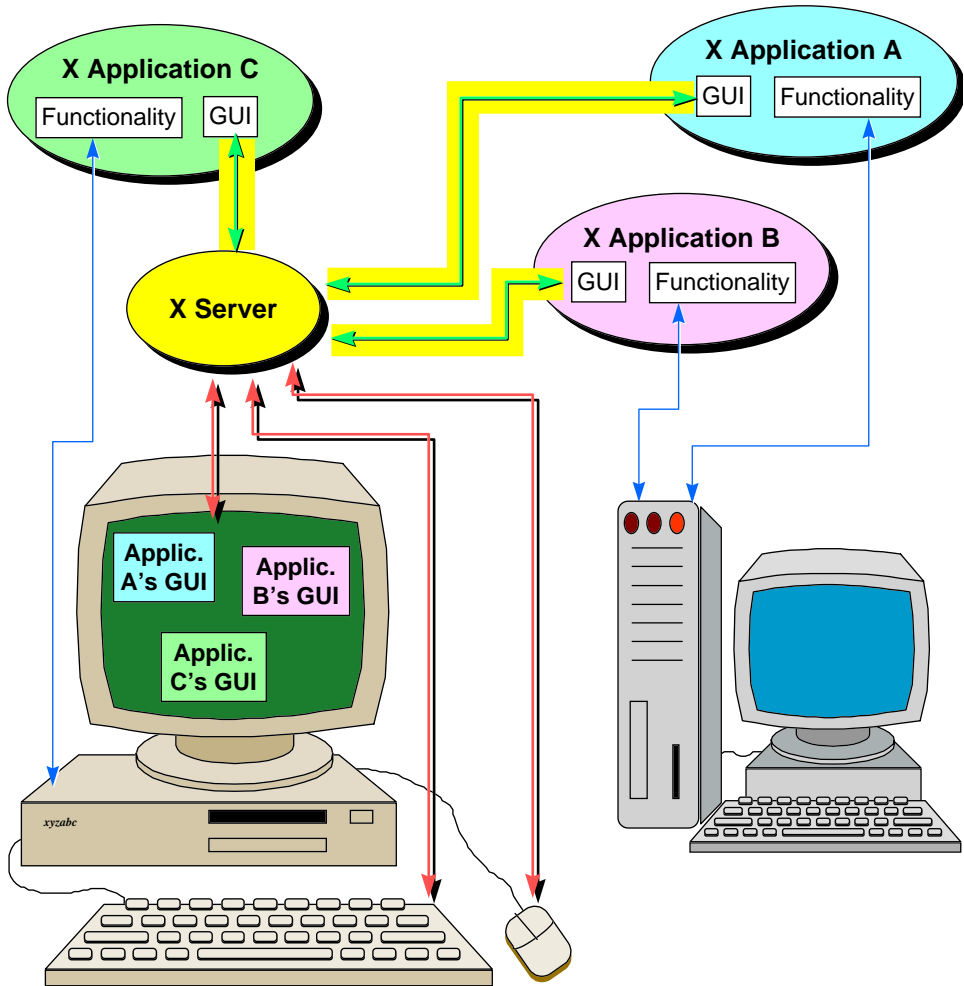 X Application C
Functionality
GUI
X Application A
GUI
Functionality
X Application B
GUI
Functionality
X Server
Applic.
A's GUI
Applic.
B's GUI
Applic.
C's GUI
xyzabc